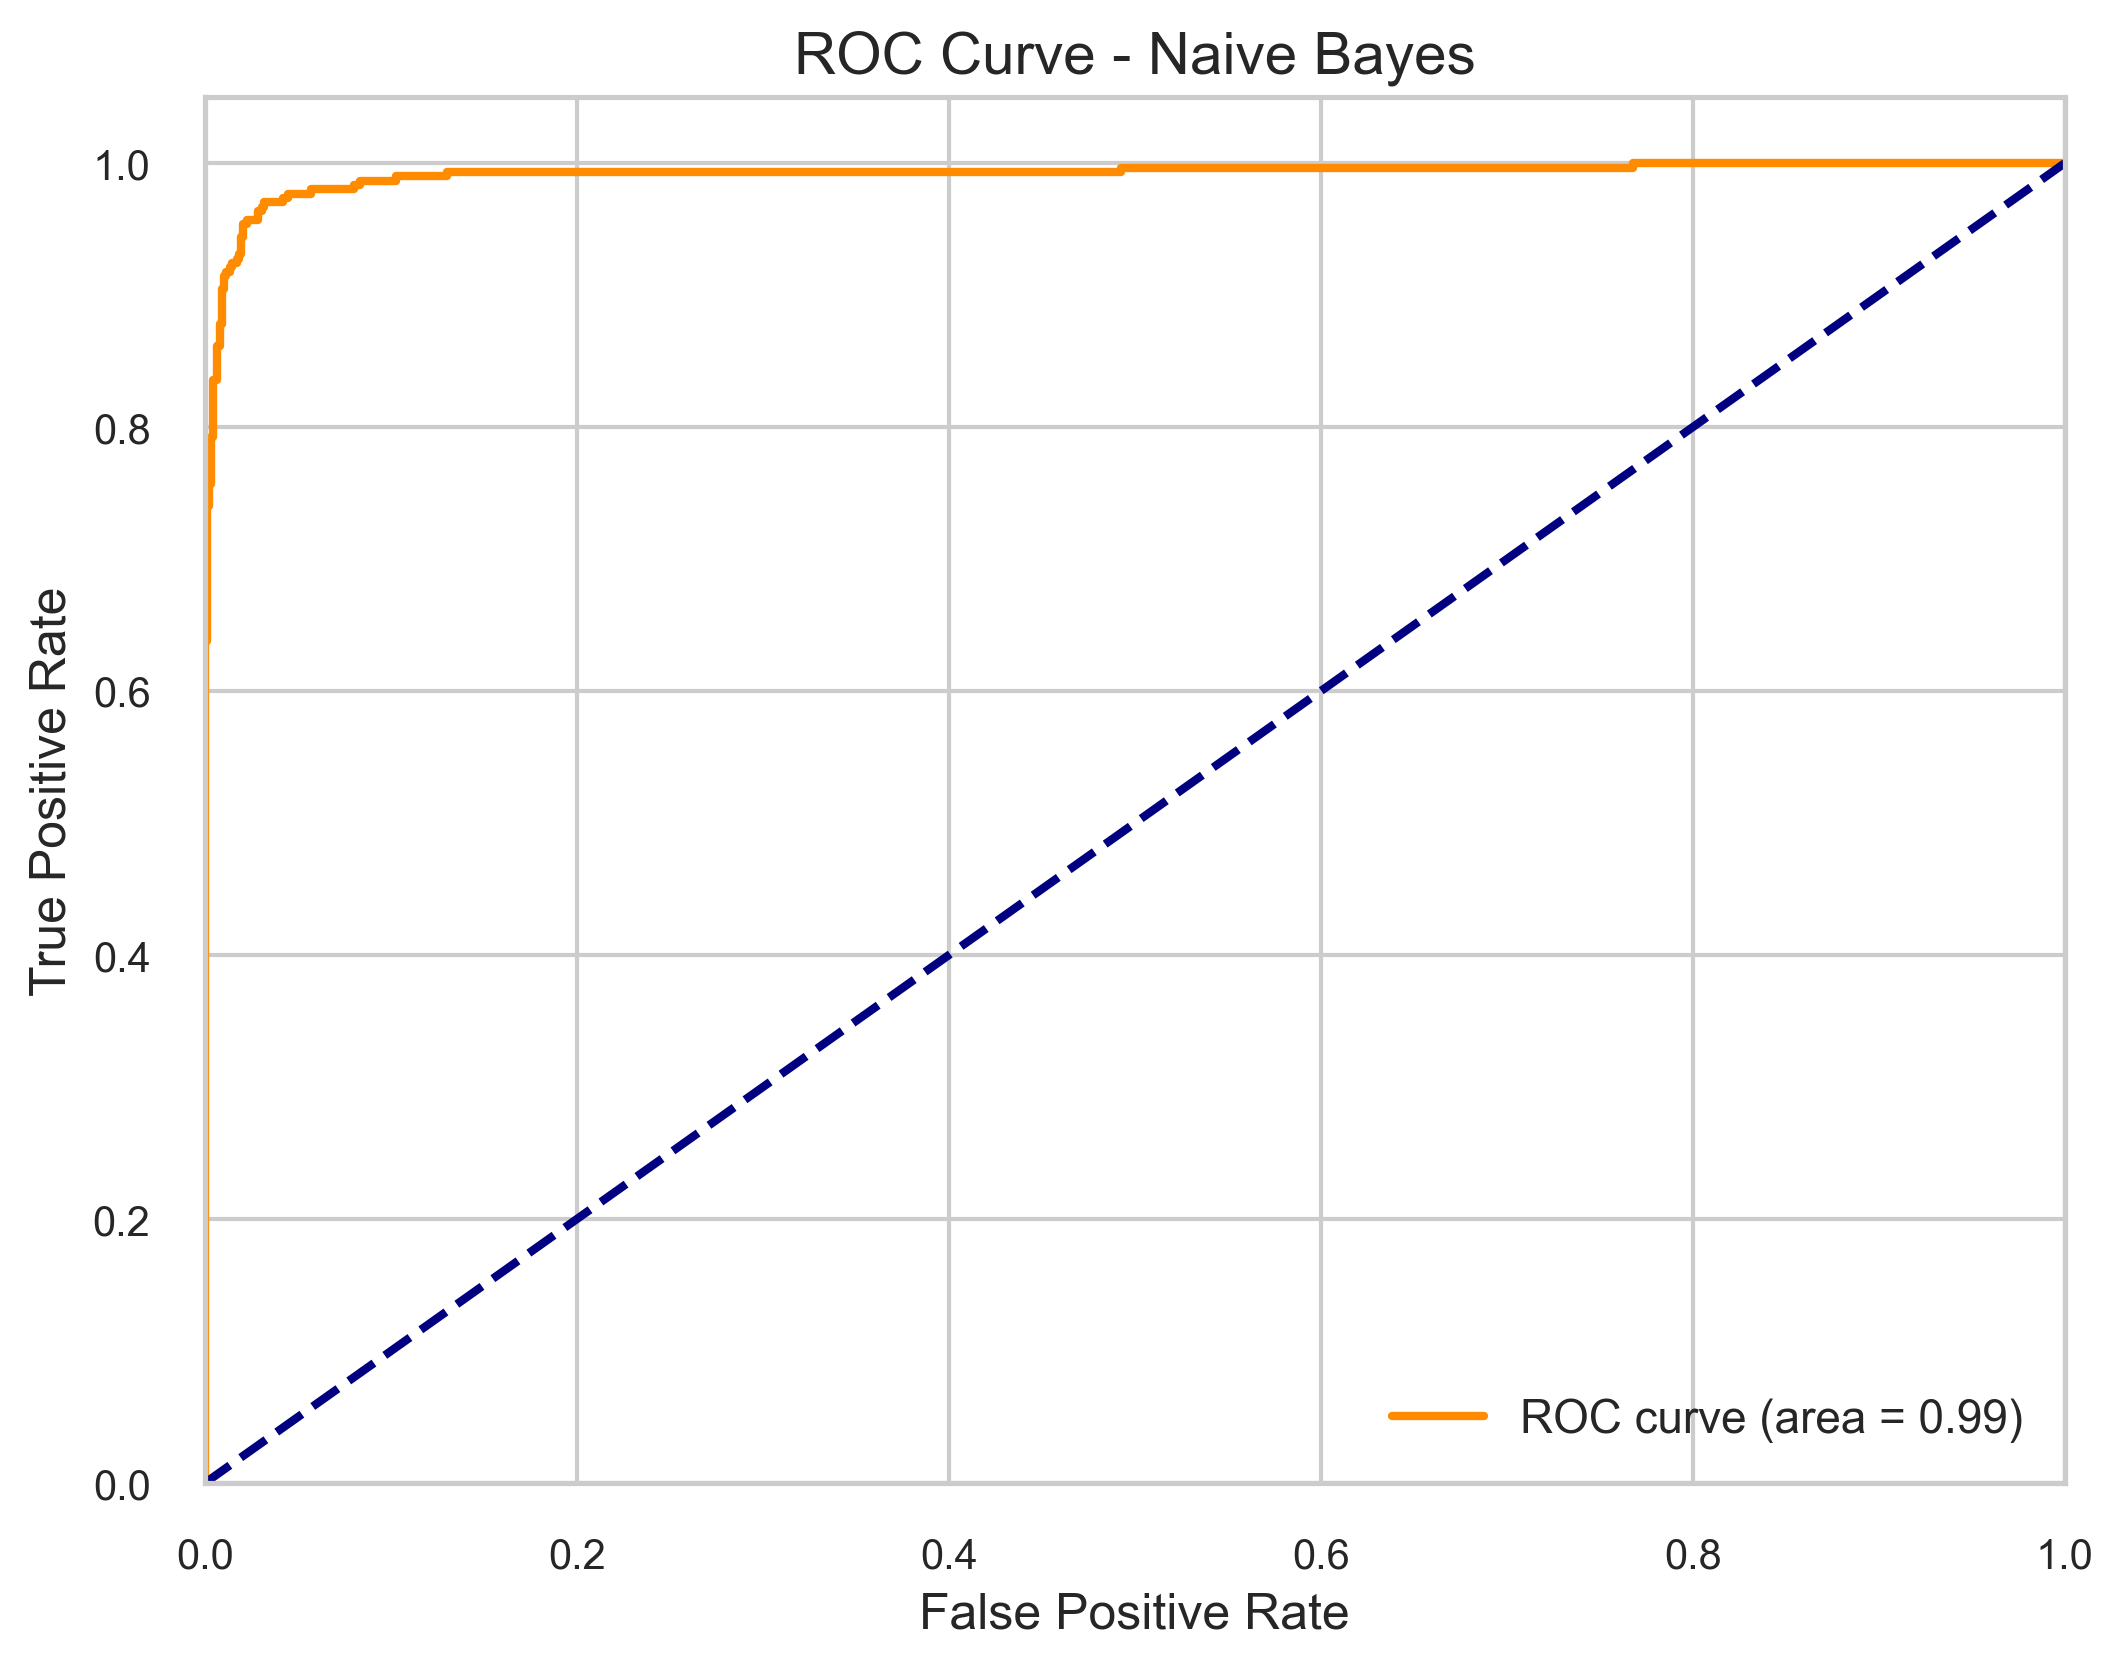 ROC Curve - Naive Bayes
1.0
0.8
0.6
0.4
0.2
0.0
True Positive Rate
ROC curve (area = 0.99)
0.0 0.2 0.4 0.6 0.8 1.0
False Positive Rate